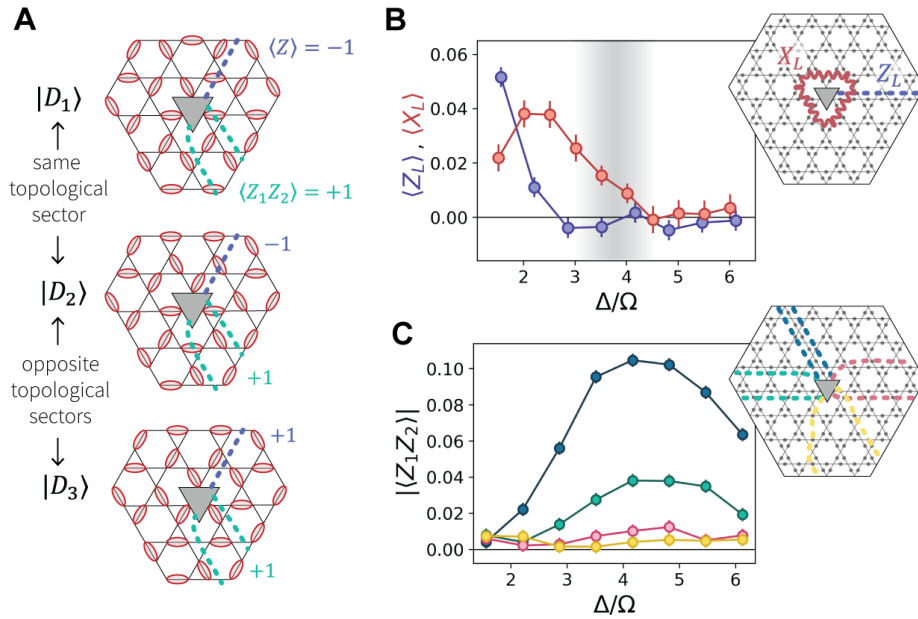 A
⟨Z⟩ = −1
|D₁⟩
same
topological
sector
⟨Z₁Z₂⟩ = +1
−1
|D₂⟩
opposite
topological
sectors
+1
+1
|D₃⟩
+1
B
⟨Z_L⟩ , ⟨X_L⟩
0.06
0.04
0.02
0.00
2 3 4 5 6
Δ/Ω
X_L
Z_L
C
|⟨Z₁Z₂⟩|
0.10
0.08
0.06
0.04
0.02
0.00
2 3 4 5 6
Δ/Ω